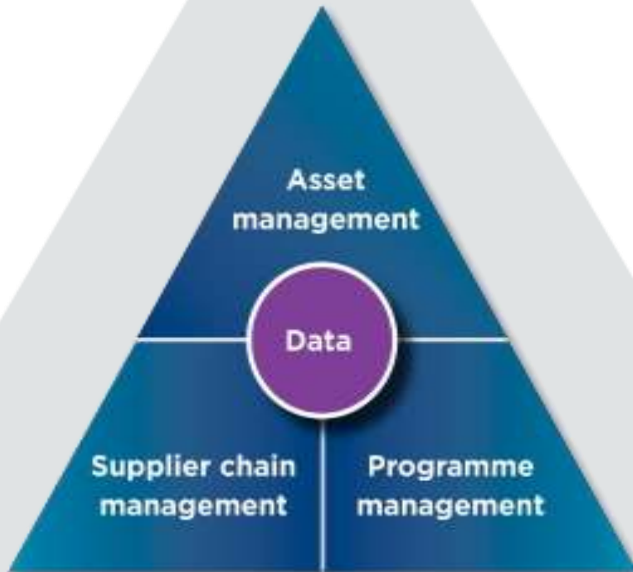 Asset
management
Data
Supplier chain
management
Programme
management